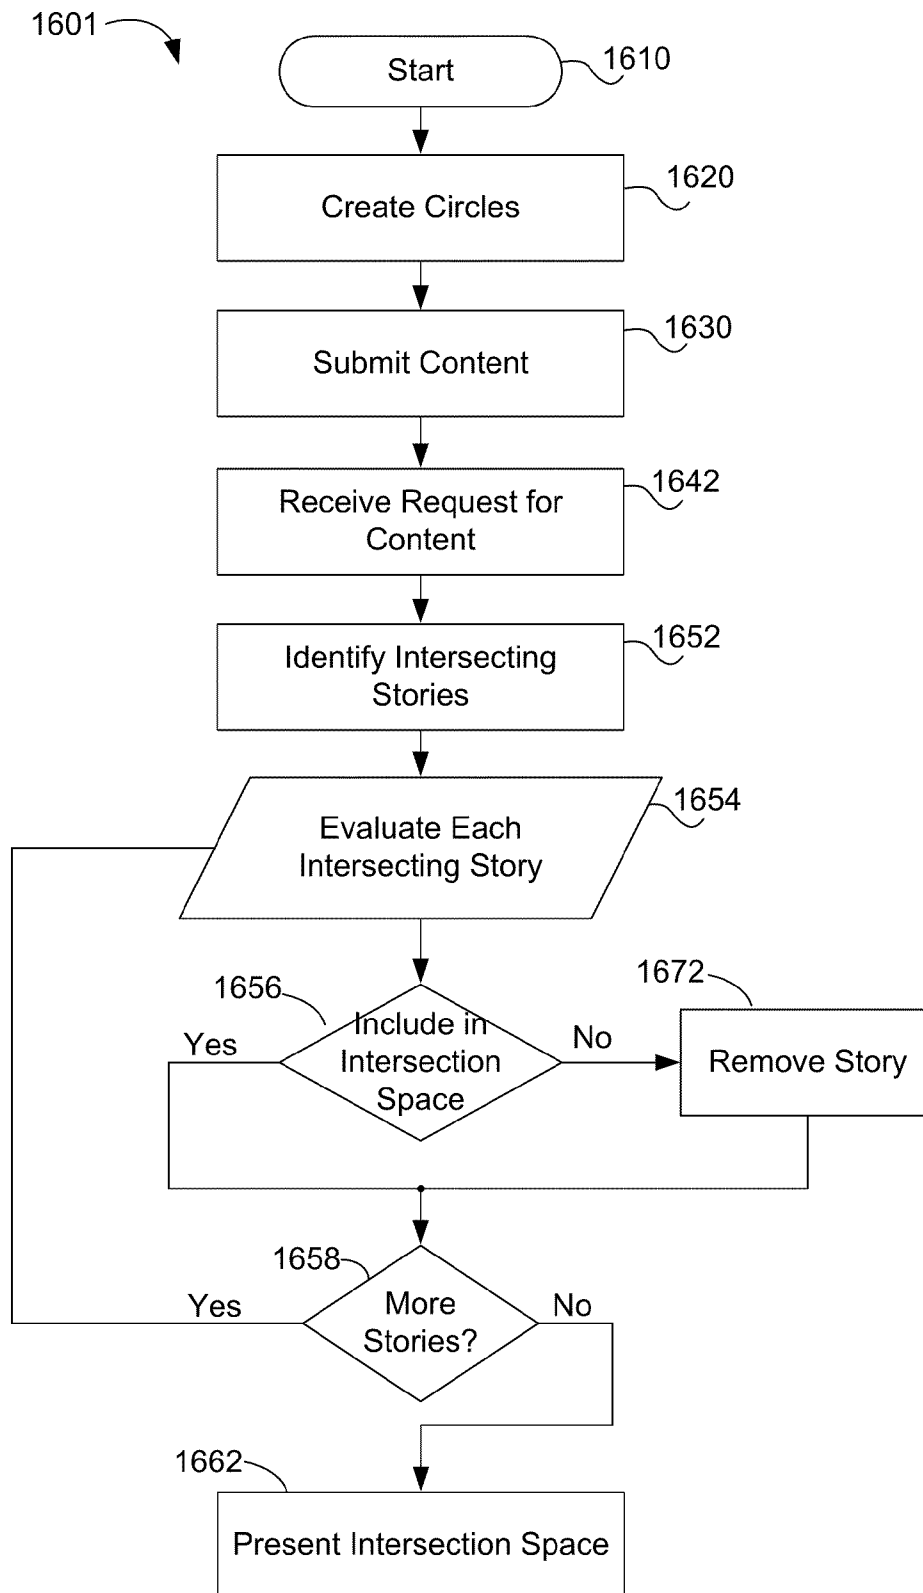 1601
Start
1610
Create Circles
1620
Submit Content
1630
Receive Request for
Content
1642
Identify Intersecting
Stories
1652
Evaluate Each
Intersecting Story
1654
1656
Include in
Intersection
Space
Yes
No
1672
Remove Story
1658
More
Stories?
Yes
No
1662
Present Intersection Space